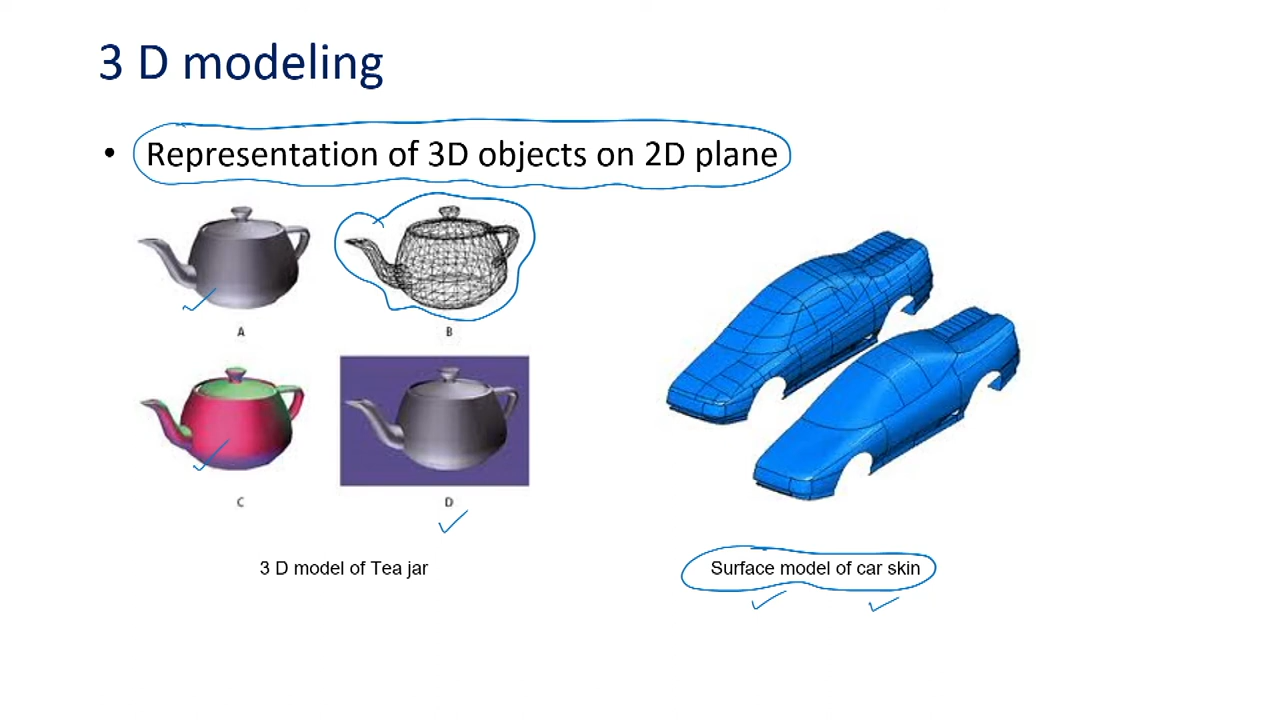 3 D modeling
• Representation of 3D objects on 2D plane
A
B
C
D
3 D model of Tea jar
Surface model of car skin